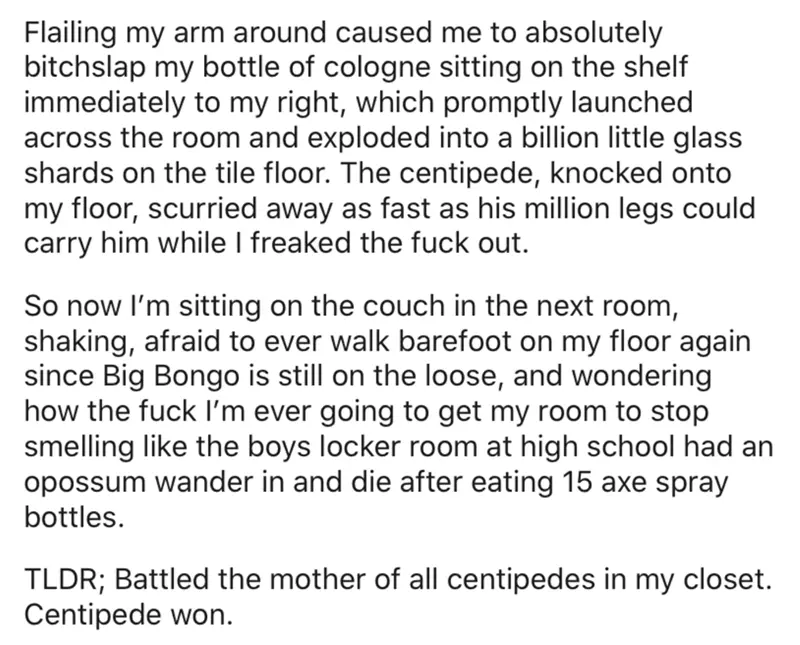 Flailing my arm around caused me to absolutely
bitchslap my bottle of cologne sitting on the shelf
immediately to my right, which promptly launched
across the room and exploded into a billion little glass
shards on the tile floor. The centipede, knocked onto
my floor, scurried away as fast as his million legs could
carry him while I freaked the fuck out.
So now I’m sitting on the couch in the next room,
shaking, afraid to ever walk barefoot on my floor again
since Big Bongo is still on the loose, and wondering
how the fuck I’m ever going to get my room to stop
smelling like the boys locker room at high school had an
opossum wander in and die after eating 15 axe spray
bottles.
TLDR; Battled the mother of all centipedes in my closet.
Centipede won.